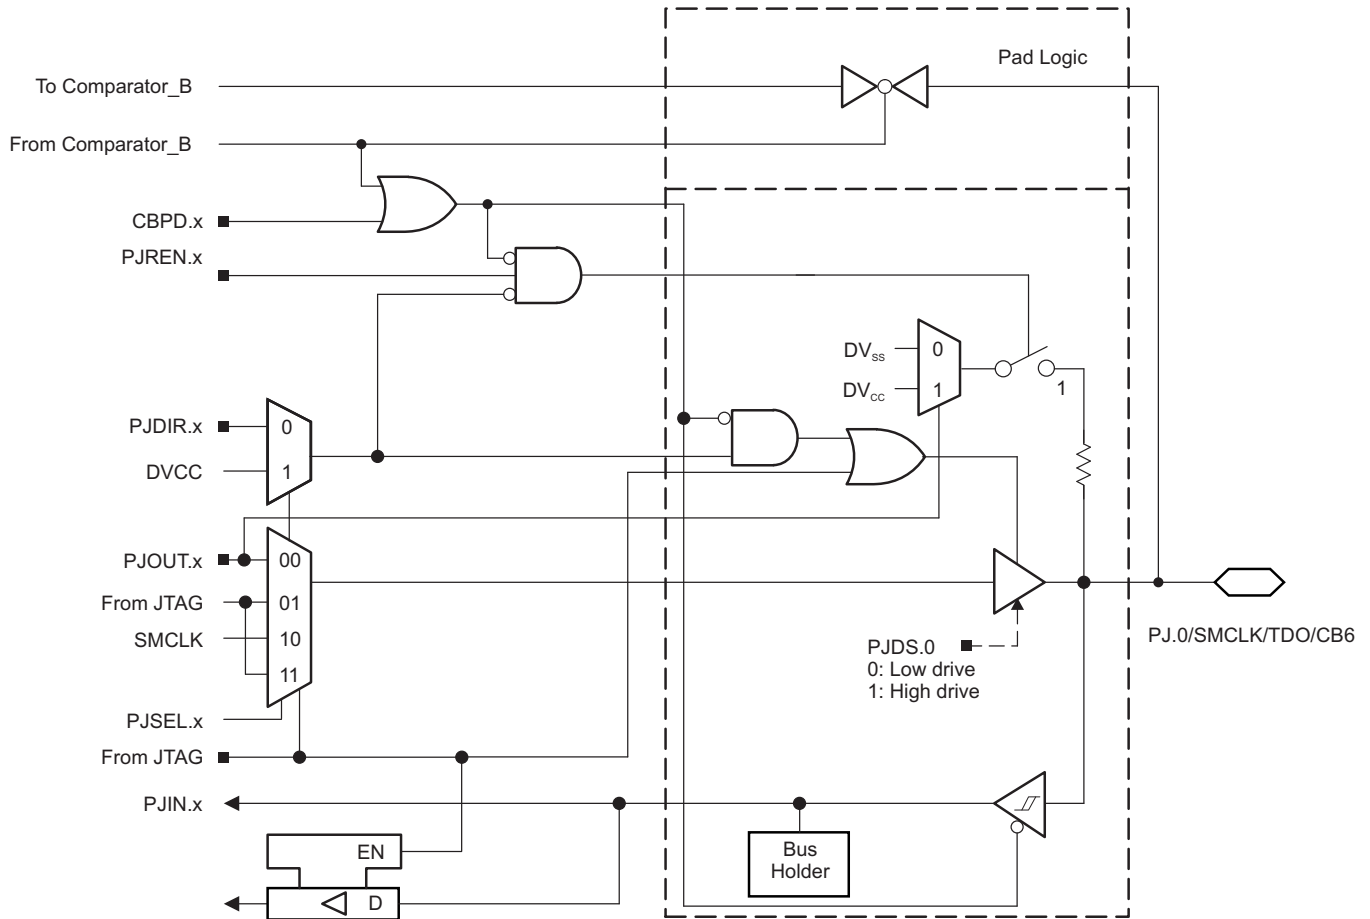 Pad Logic
To Comparator_B
From Comparator_B
CBPD.x
PJREN.x
DVSS 0
DVCC 1
1
PJDIR.x 0
DVCC 1
PJOUT.x 00
From JTAG 01
SMCLK 10
11
PJ.0/SMCLK/TDO/CB6
PJDS.0
0: Low drive
1: High drive
PJSEL.x
From JTAG
PJIN.x
Bus
Holder
EN
D